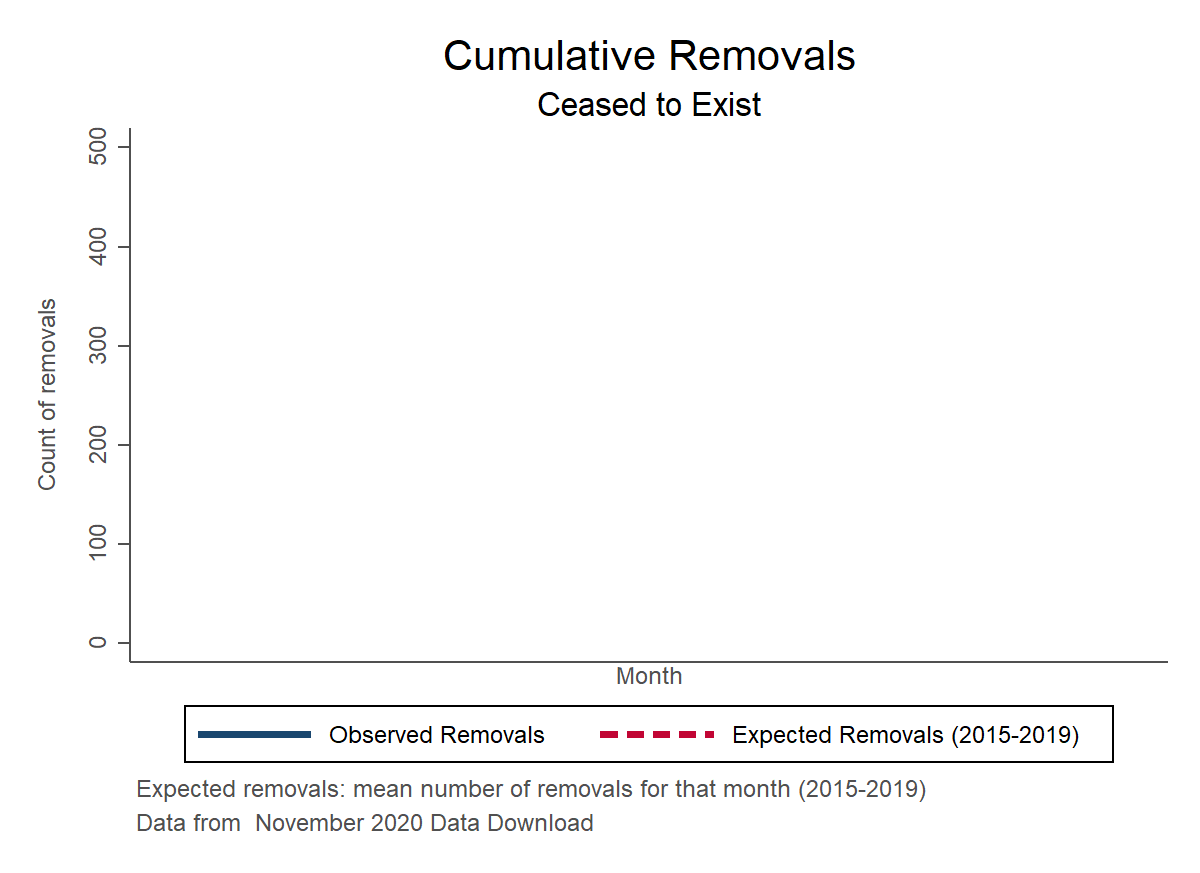 Cumulative Removals
Ceased to Exist
500
400
300
200
100
0
Count of removals
Month
Observed Removals
Expected Removals (2015-2019)
Expected removals: mean number of removals for that month (2015-2019)
Data from  November 2020 Data Download